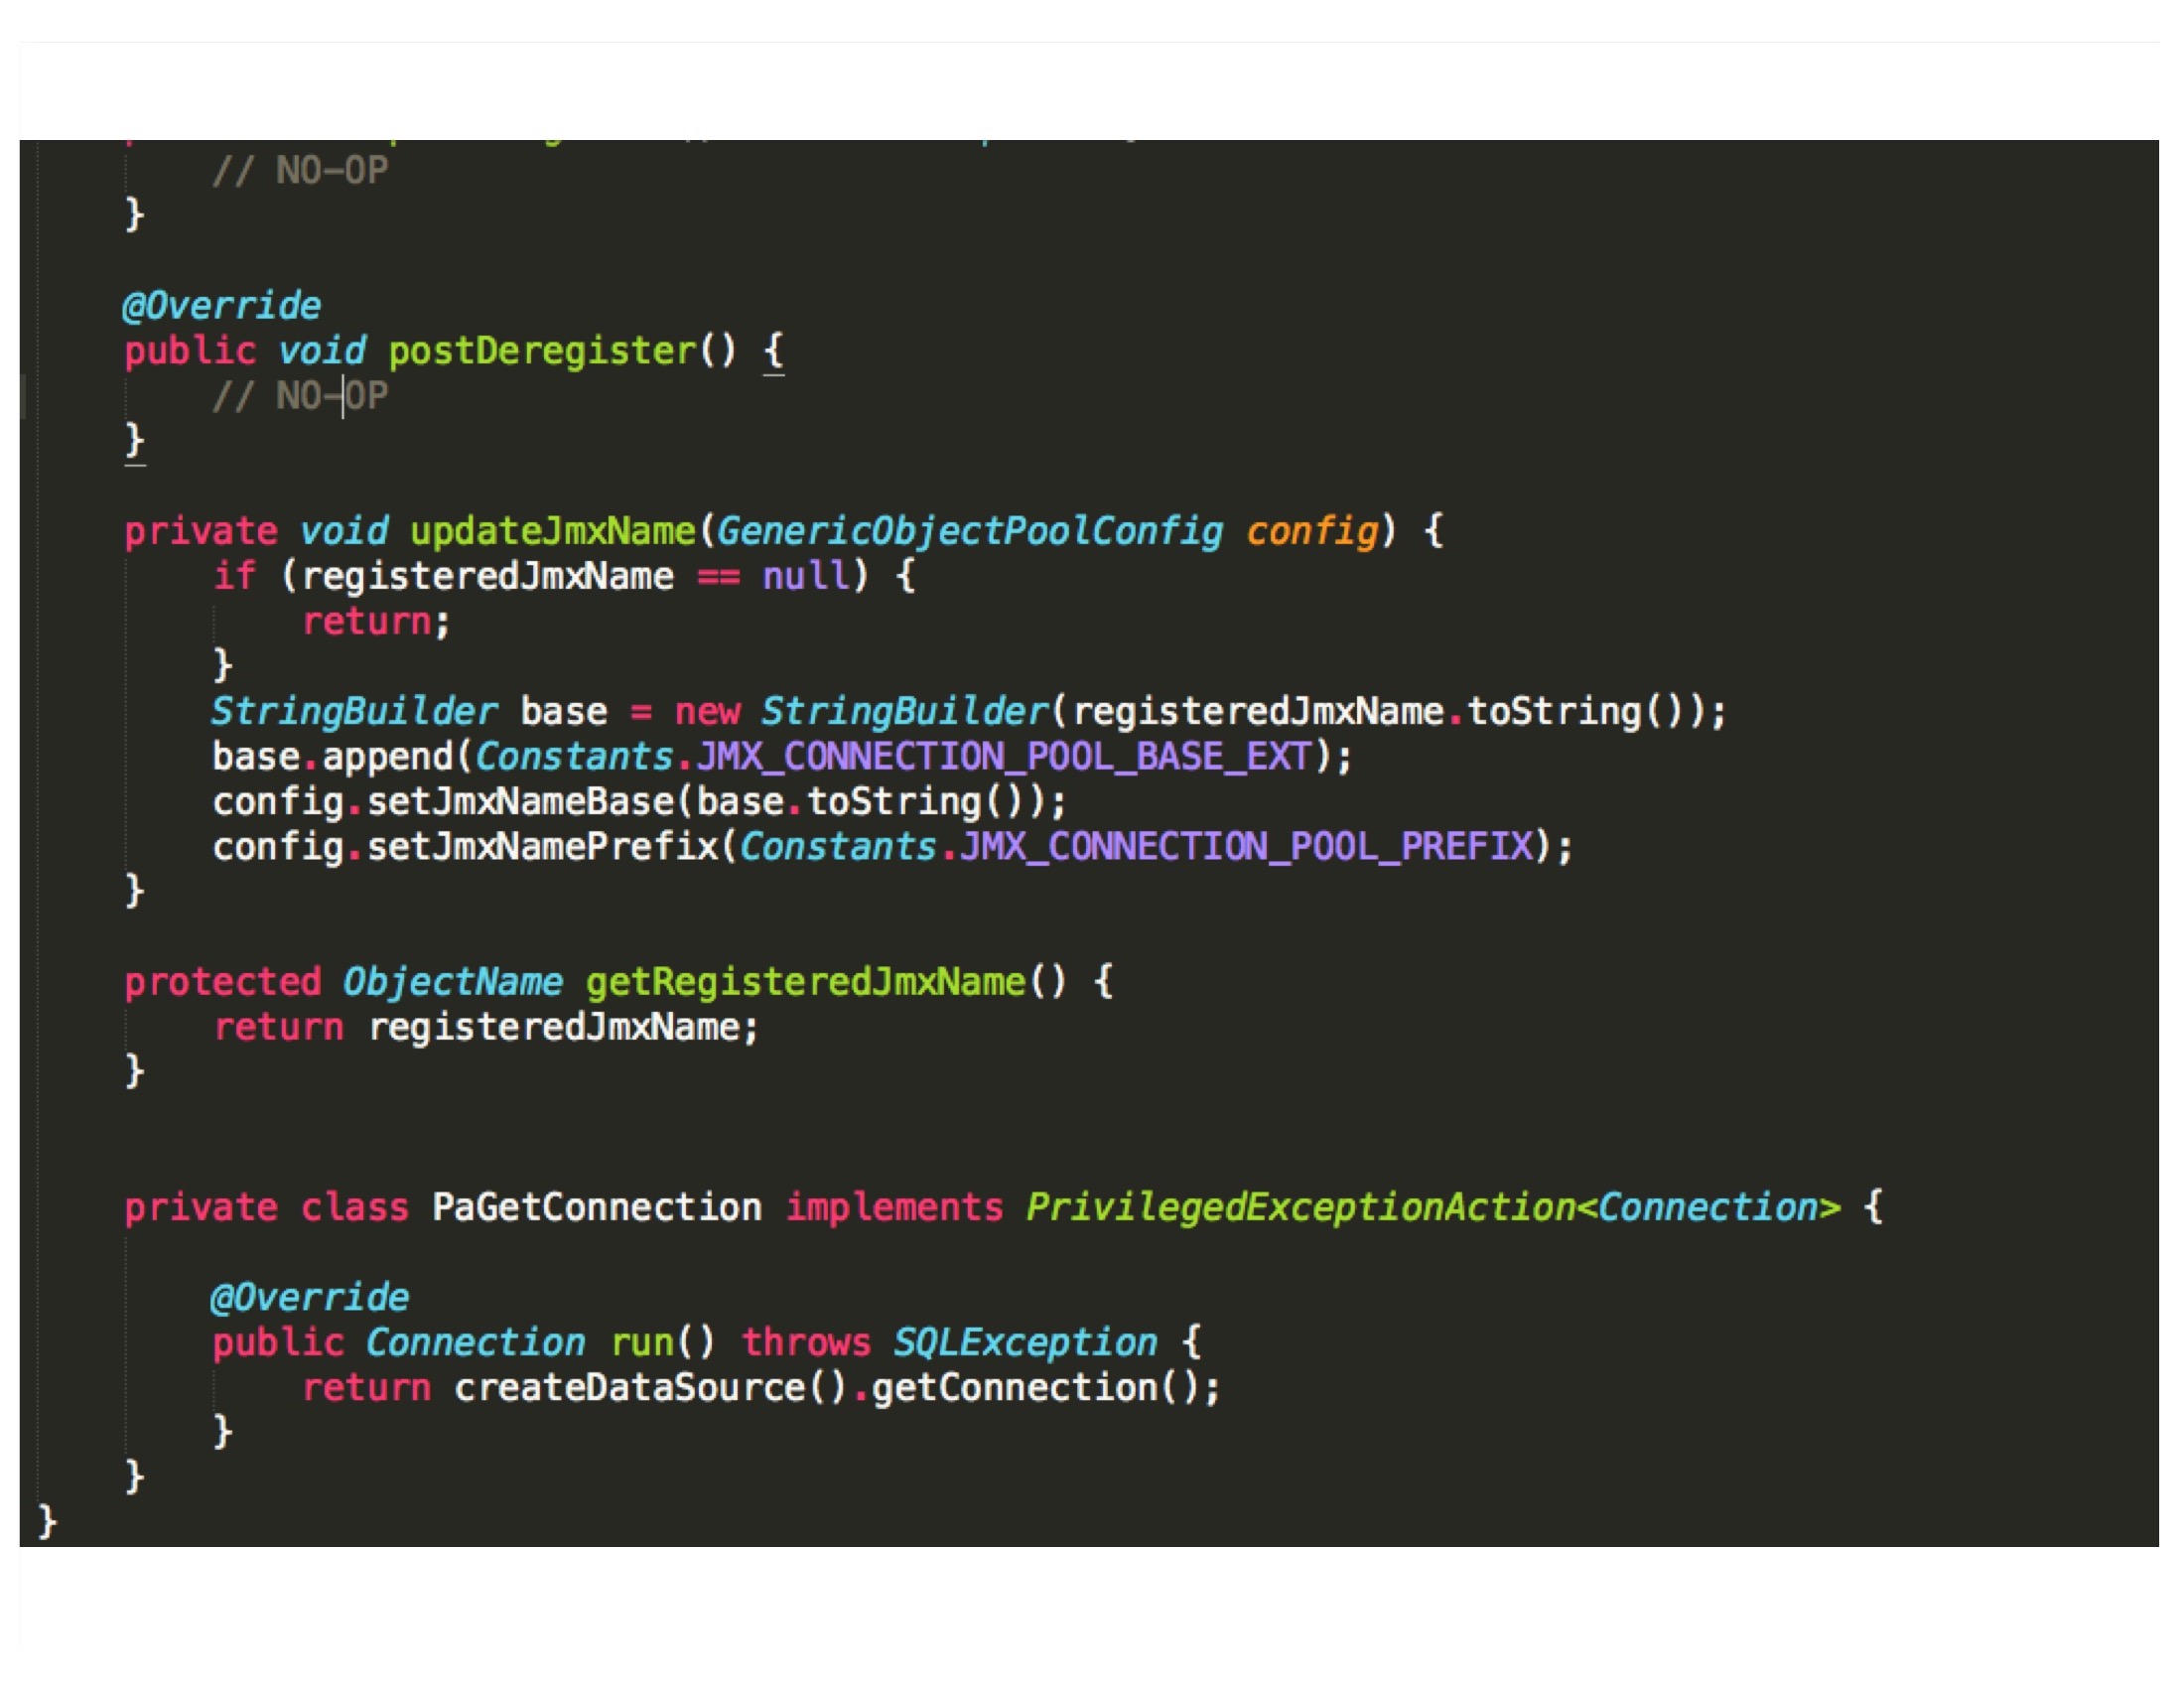 // NO-OP
    }

    @Override
    public void postDeregister() {
        // NO-OP
    }

    private void updateJmxName(GenericObjectPoolConfig config) {
        if (registeredJmxName == null) {
            return;
        }
        StringBuilder base = new StringBuilder(registeredJmxName.toString());
        base.append(Constants.JMX_CONNECTION_POOL_BASE_EXT);
        config.setJmxNameBase(base.toString());
        config.setJmxNamePrefix(Constants.JMX_CONNECTION_POOL_PREFIX);
    }

    protected ObjectName getRegisteredJmxName() {
        return registeredJmxName;
    }


    private class PaGetConnection implements PrivilegedExceptionAction<Connection> {

        @Override
        public Connection run() throws SQLException {
            return createDataSource().getConnection();
        }
    }
}